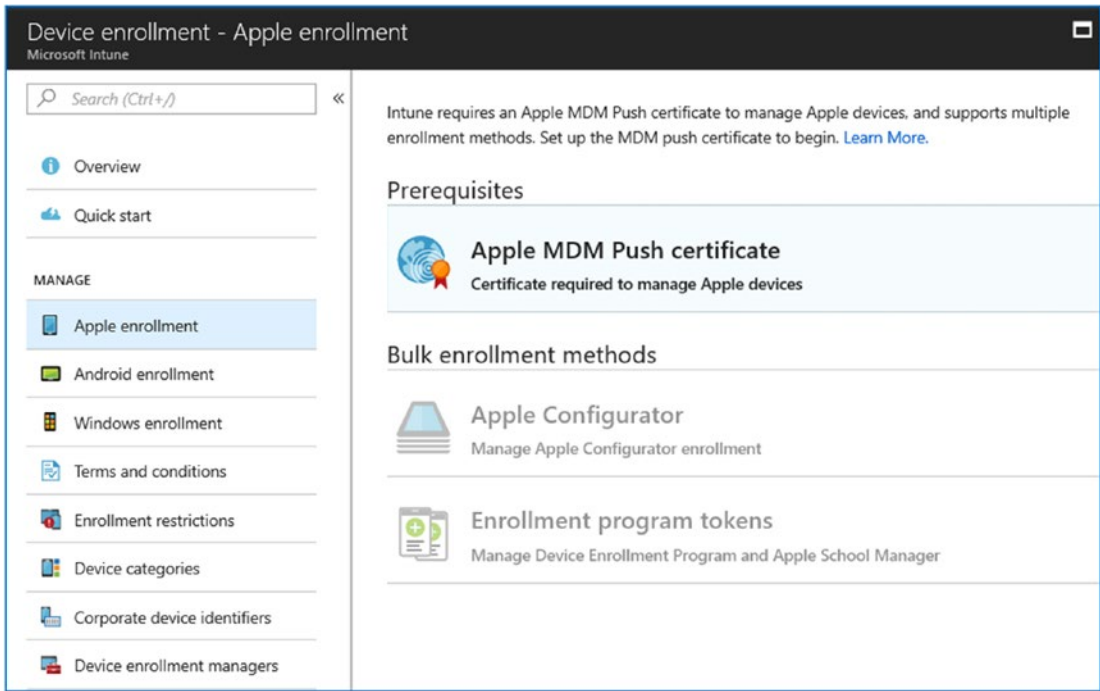 Device enrollment - Apple enrollment
Microsoft Intune
Search (Ctrl+/)
Overview
Quick start
MANAGE
Apple enrollment
Android enrollment
Windows enrollment
Terms and conditions
Enrollment restrictions
Device categories
Corporate device identifiers
Device enrollment managers
Intune requires an Apple MDM Push certificate to manage Apple devices, and supports multiple
enrollment methods. Set up the MDM push certificate to begin. Learn More.
Prerequisites
Apple MDM Push certificate
Certificate required to manage Apple devices
Bulk enrollment methods
Apple Configurator
Manage Apple Configurator enrollment
Enrollment program tokens
Manage Device Enrollment Program and Apple School Manager